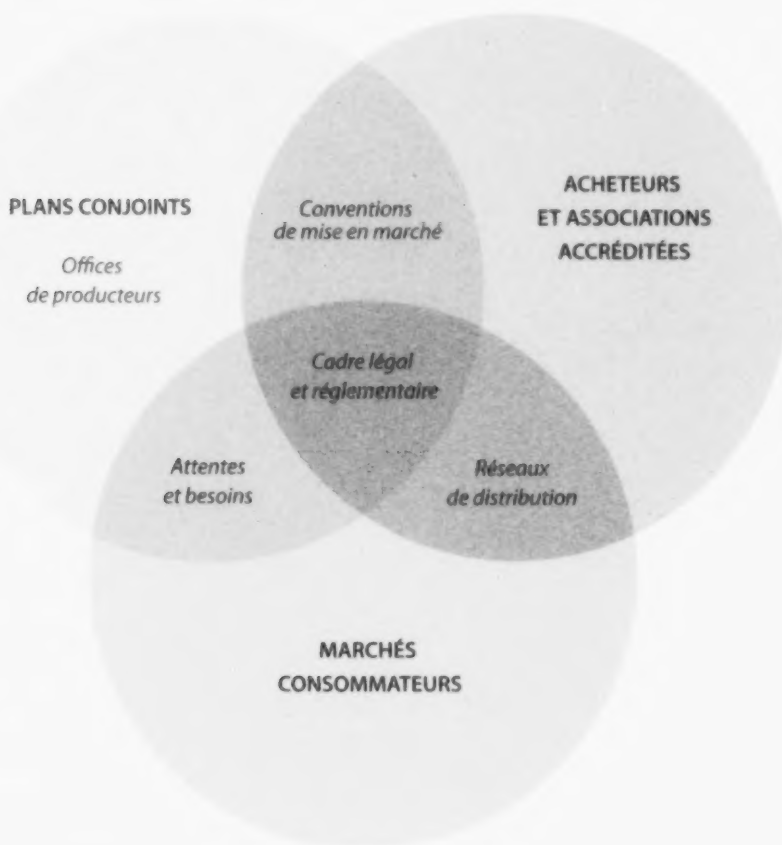 PLANS CONJOINTS
Offices
de producteurs
Conventions
de mise en marché
ACHETEURS
ET ASSOCIATIONS
ACCRÉDITÉES
Cadre légal
et réglementaire
Attentes
et besoins
Réseaux
de distribution
MARCHÉS
CONSOMMATEURS